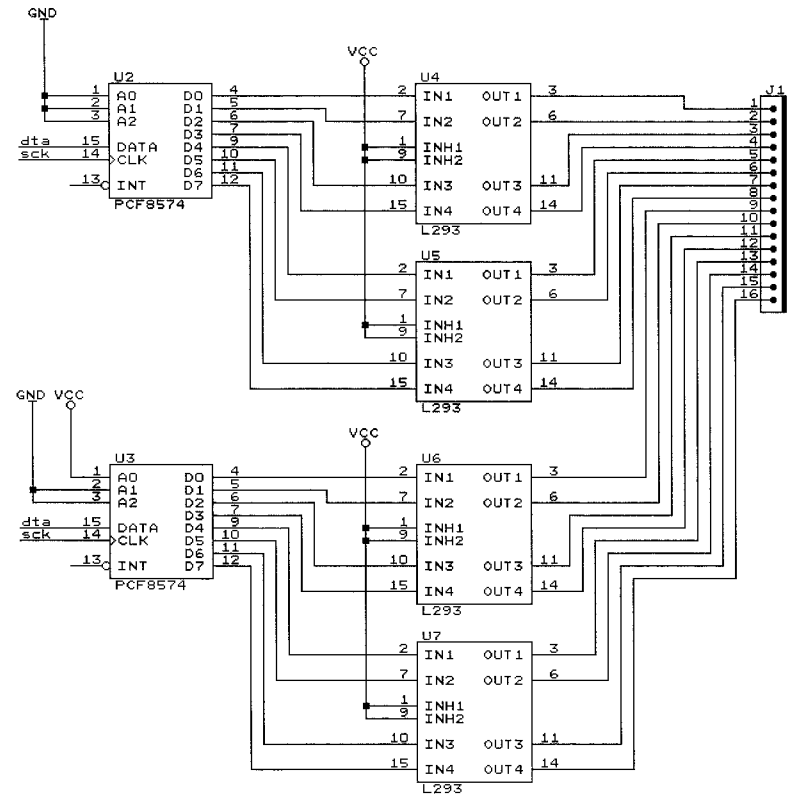 GND
VCC
U2
1 A0 D0 4
2 A1 D1 5
3 A2 D2 6
D3 7
dta 15 DATA D4 9
sck 14 CLK D5 10
D6 11
13 INT D7 12
PCF8574
U4
2 IN1 OUT1 3
7 IN2 OUT2 6
1 INH1
9 INH2
10 IN3 OUT3 11
15 IN4 OUT4 14
L293
J1
1
2
3
4
5
6
7
8
9
10
11
12
13
14
15
16
U5
2 IN1 OUT1 3
7 IN2 OUT2 6
1 INH1
9 INH2
10 IN3 OUT3 11
15 IN4 OUT4 14
L293
GND VCC
VCC
U3
1 A0 D0 4
2 A1 D1 5
3 A2 D2 6
D3 7
dta 15 DATA D4 9
sck 14 CLK D5 10
D6 11
13 INT D7 12
PCF8574
U6
2 IN1 OUT1 3
7 IN2 OUT2 6
1 INH1
9 INH2
10 IN3 OUT3 11
15 IN4 OUT4 14
L293
U7
2 IN1 OUT1 3
7 IN2 OUT2 6
1 INH1
9 INH2
10 IN3 OUT3 11
15 IN4 OUT4 14
L293